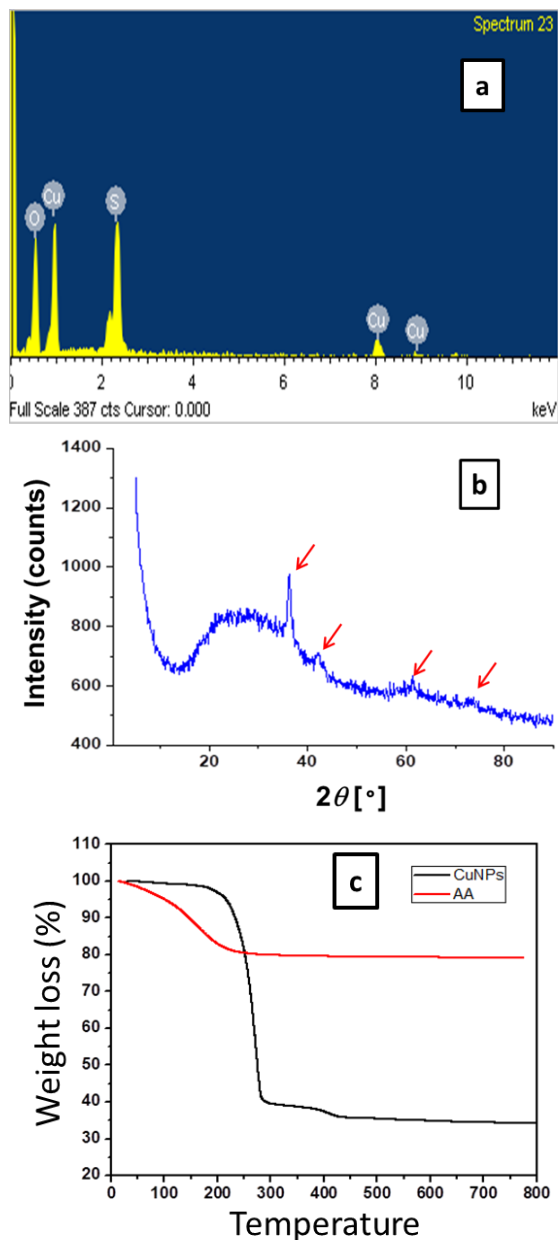 Spectrum 23
a
O
Cu
S
Cu
Cu
0 2 4 6 8 10
Full Scale 387 cts Cursor: 0.000 keV
b
Intensity (counts)
1400
1200
1000
800
600
400
20 40 60 80
2θ [°]
c
CuNPs
AA
Weight loss (%)
110
100
90
80
70
60
50
40
30
20
0 100 200 300 400 500 600 700 800
Temperature